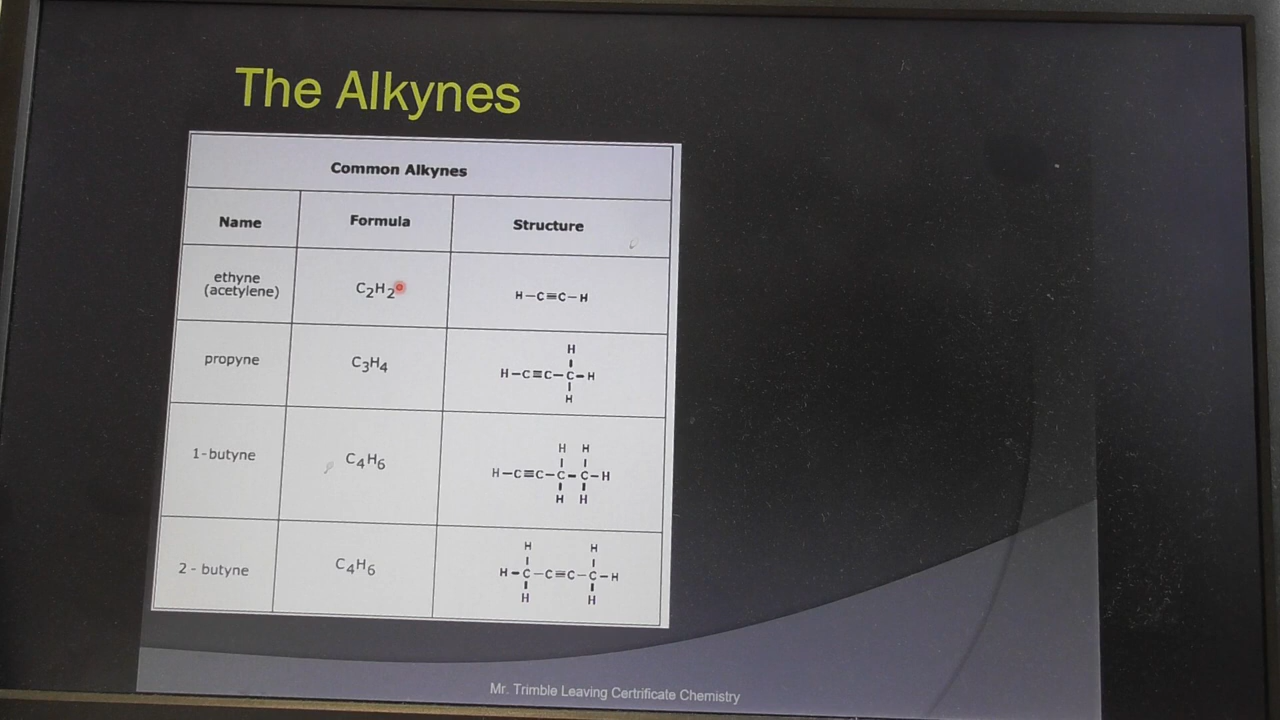 The Alkynes
Common Alkynes
Name Formula Structure
ethyne
(acetylene)
C₂H₂
H—C≡C—H
propyne
C₃H₄
H
H—C≡C—C—H
H
1-butyne
C₄H₆
H H
H—C≡C—C—C—H
H H
2 - butyne
C₄H₆
H H
H—C—C≡C—C—H
H H
Mr. Trimble Leaving Certrificate Chemistry